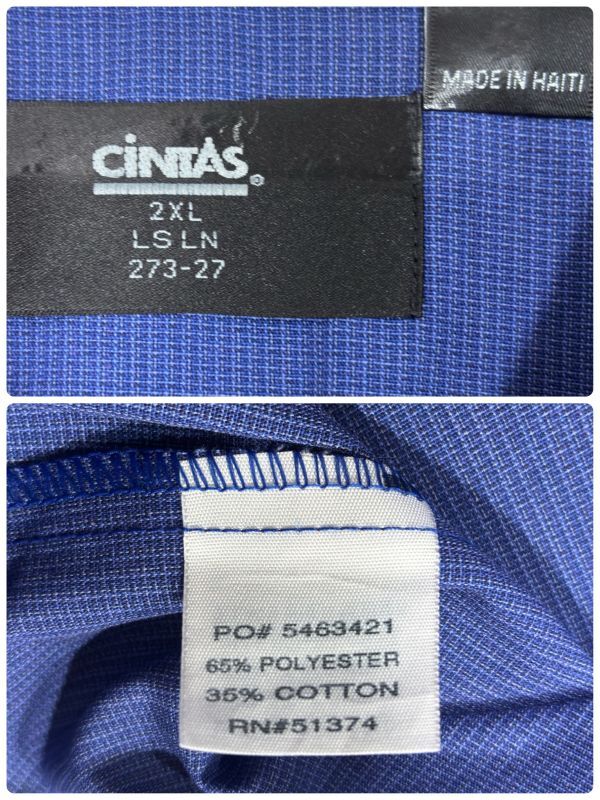 MADE IN HAITI
CiNTAS®
2XL
LS LN
273-27
PO# 5463421
65% POLYESTER
35% COTTON
RN#51374